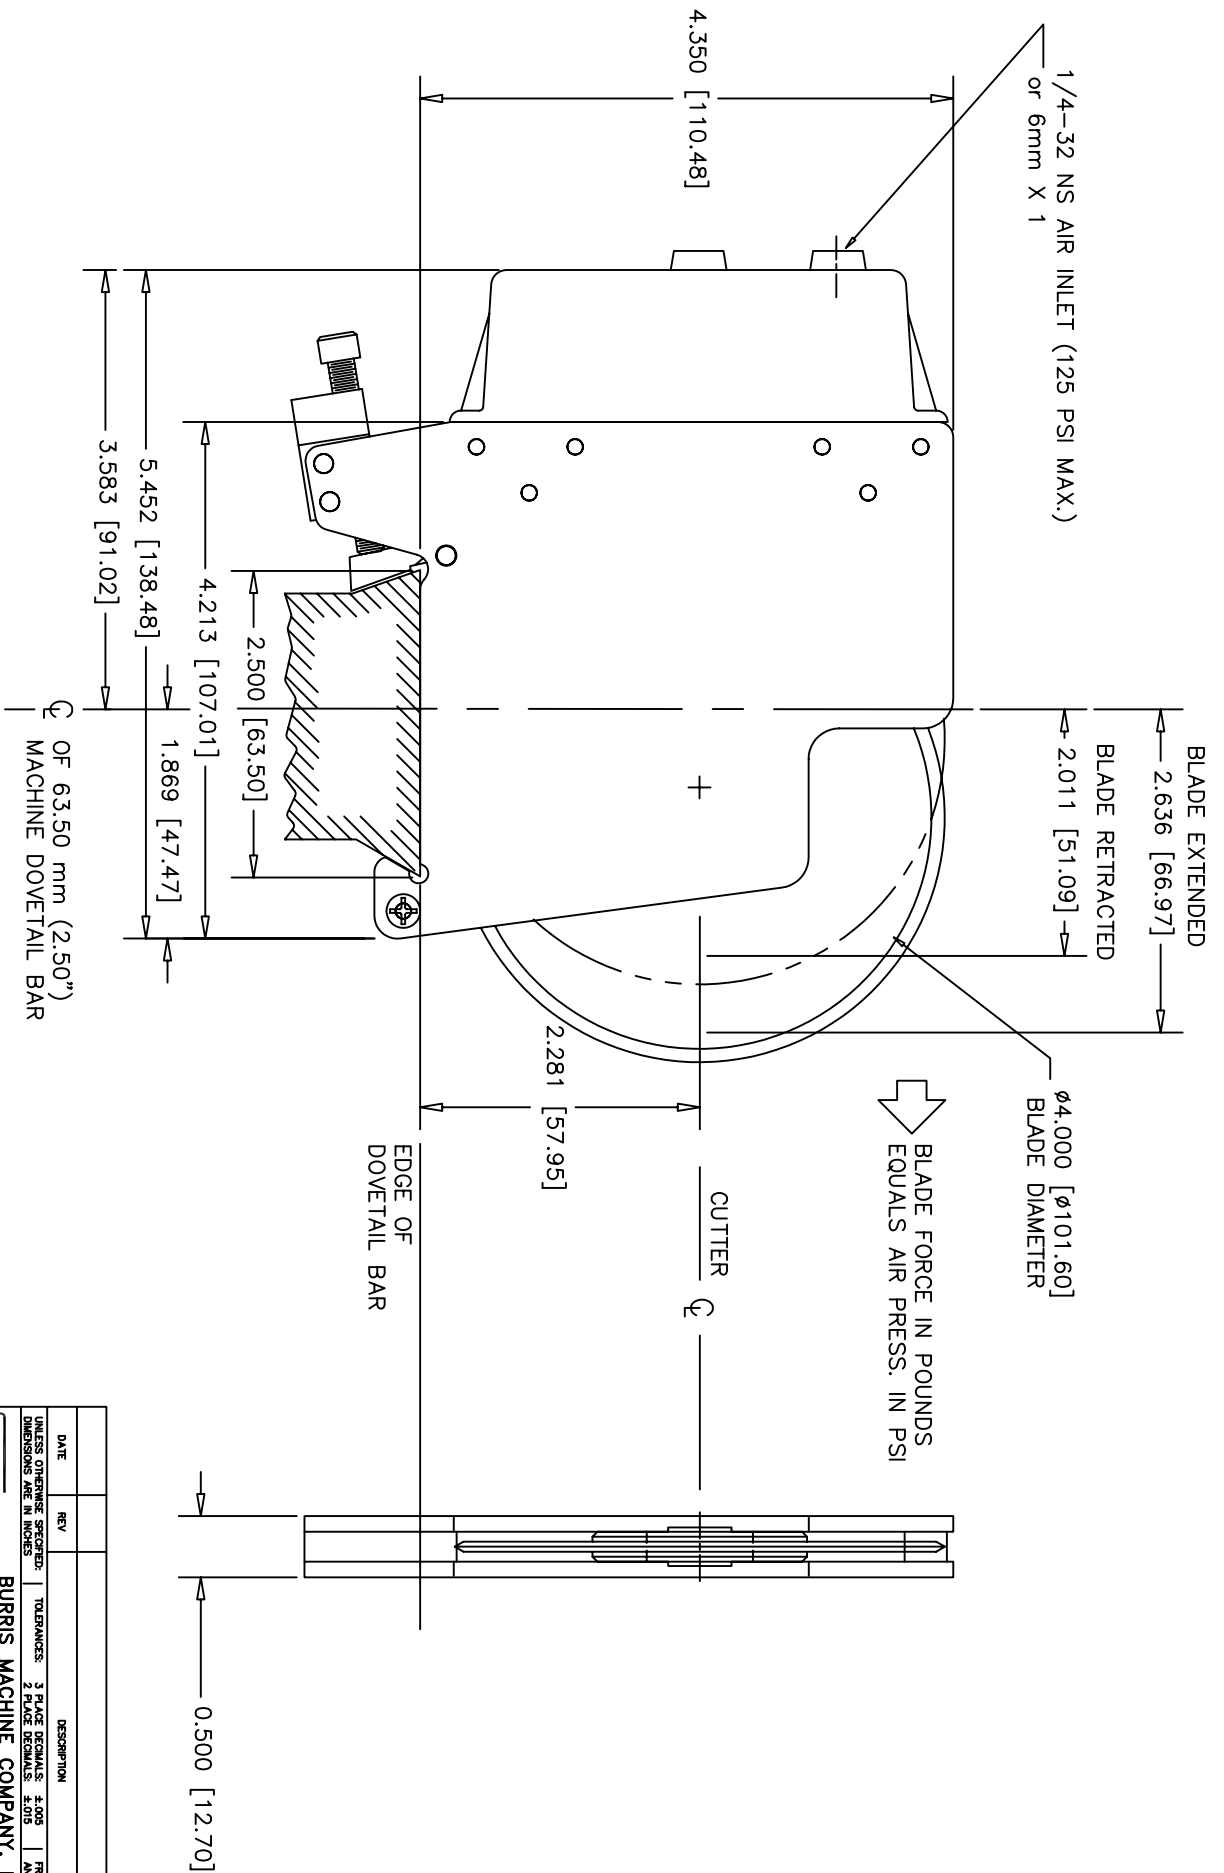 BLADE EXTENDED
2.636 [66.97]
BLADE RETRACTED
2.011 [51.09]
1/4-32 NS AIR INLET (125 PSI MAX.)
or 6mm X 1
ø4.000 [ø101.60]
BLADE DIAMETER
BLADE FORCE IN POUNDS
EQUALS AIR PRESS. IN PSI
4.350 [110.48]
CUTTER ℄
2.281 [57.95]
EDGE OF
DOVETAIL BAR
2.500 [63.50]
4.213 [107.01]
1.869 [47.47]
5.452 [138.48]
3.583 [91.02]
℄ OF 63.50 mm (2.50")
MACHINE DOVETAIL BAR
0.500 [12.70]
DATE REV DESCRIPTION
UNLESS OTHERWISE SPECIFIED: TOLERANCES: 3 PLACE DECIMALS: ±.005
DIMENSIONS ARE IN INCHES 2 PLACE DECIMALS: ±.015
BURRIS MACHINE COMPANY,